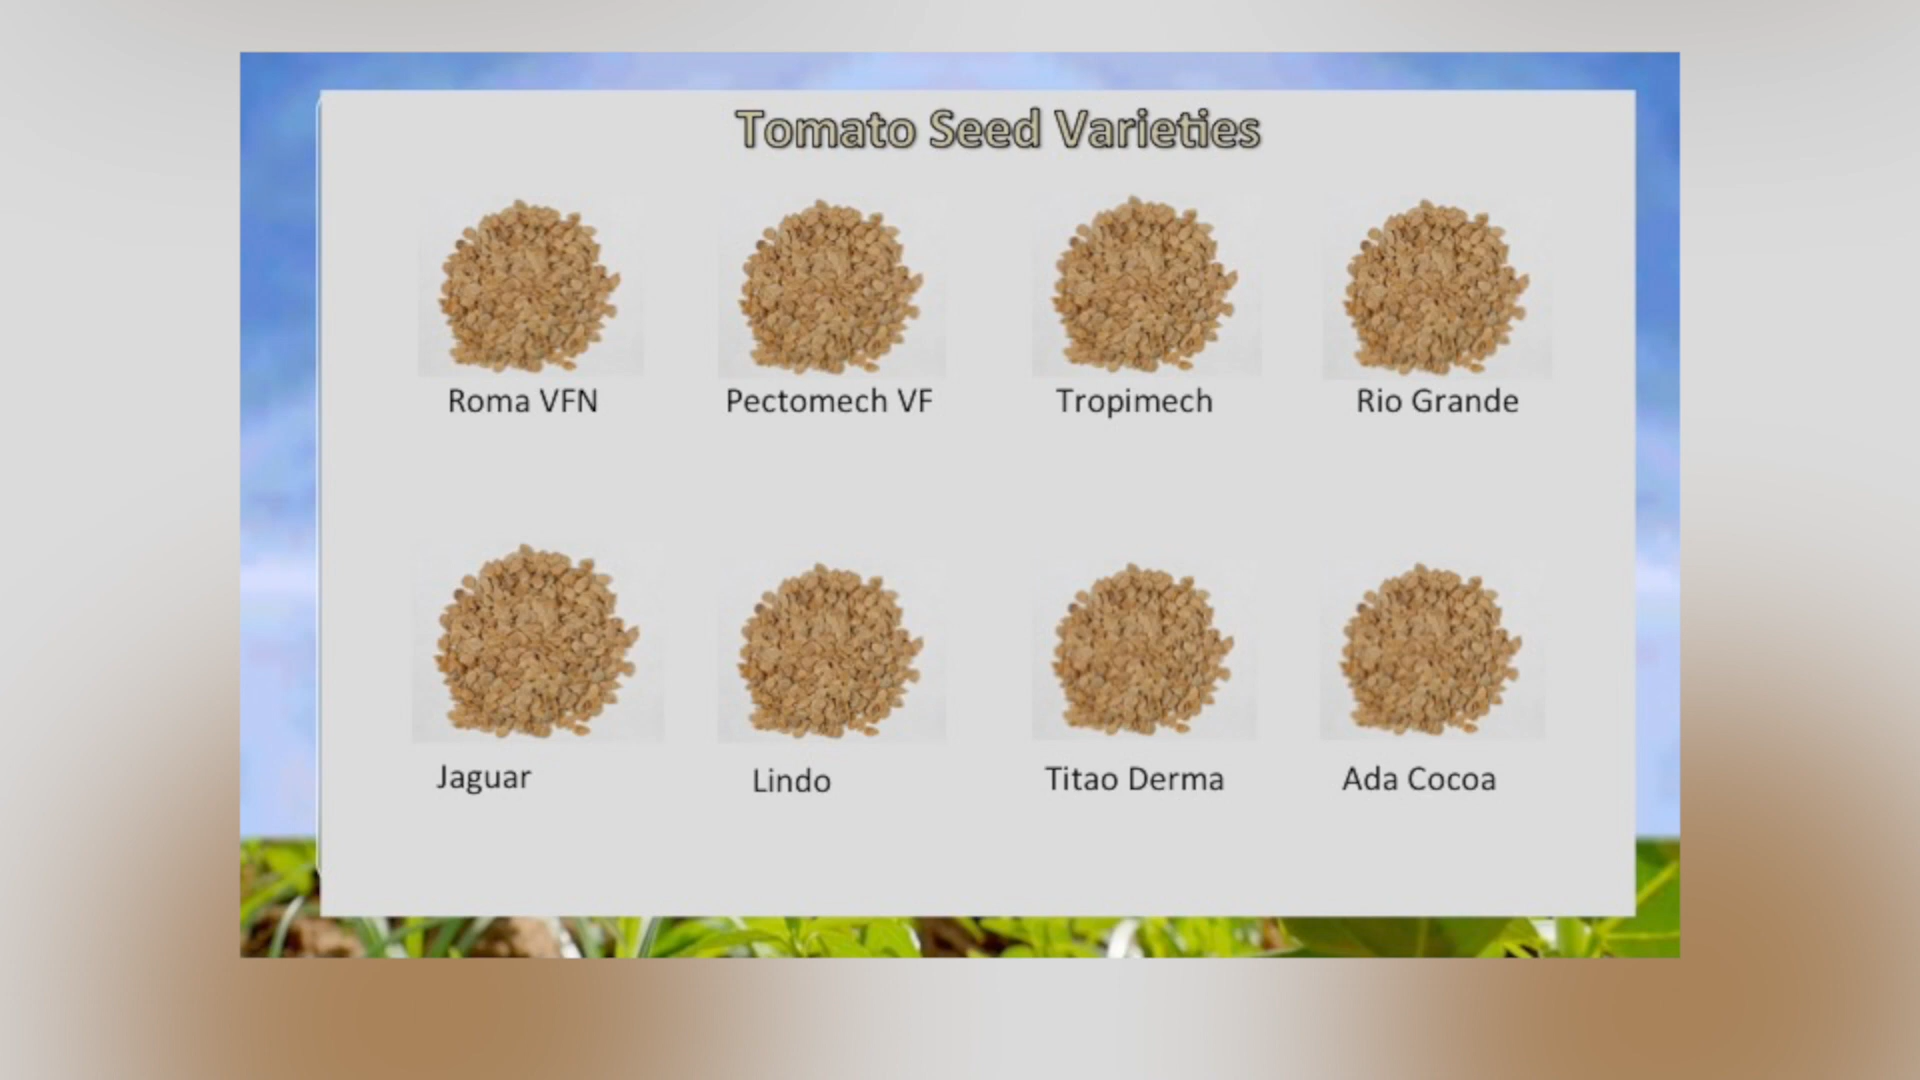 Tomato Seed Varieties
Roma VFN
Pectomech VF
Tropimech
Rio Grande
Jaguar
Lindo
Titao Derma
Ada Cocoa